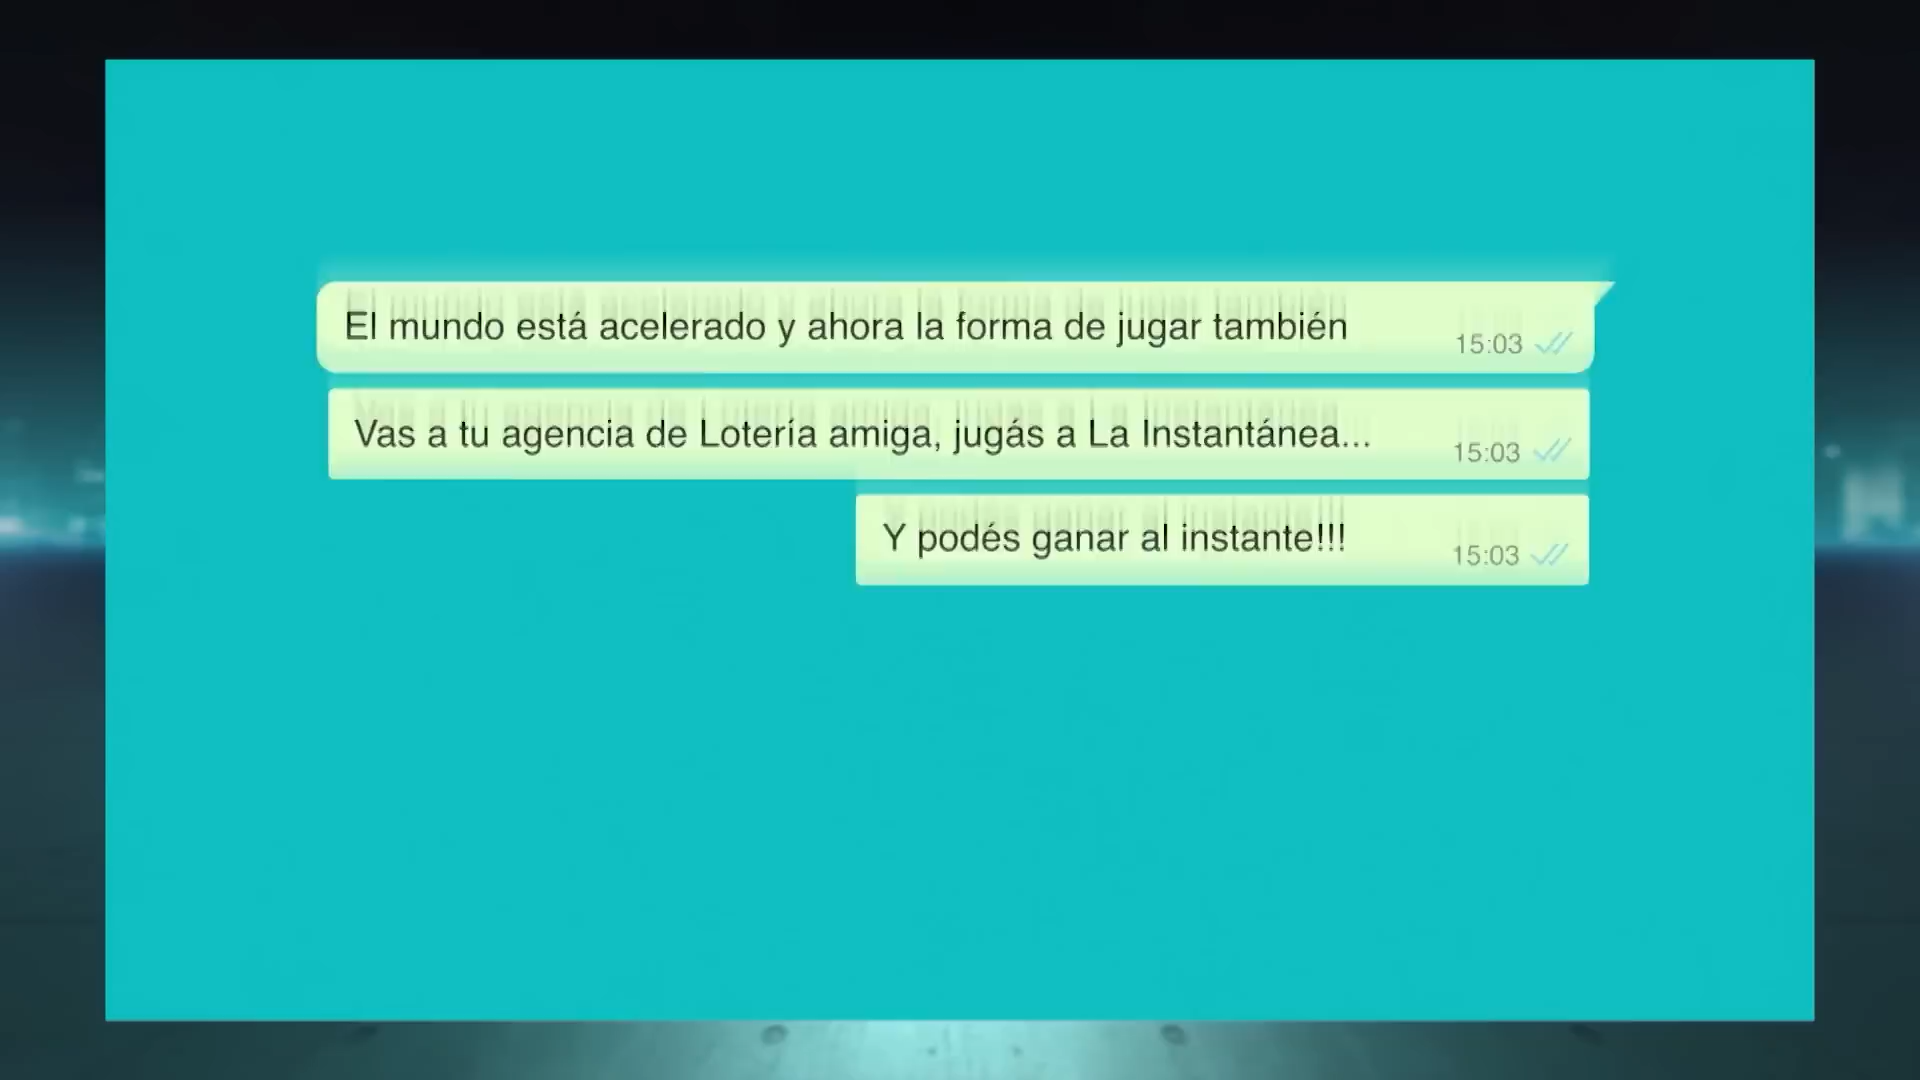 El mundo está acelerado y ahora la forma de jugar también
15:03
Vas a tu agencia de Lotería amiga, jugás a La Instantánea...
15:03
Y podés ganar al instante!!!
15:03